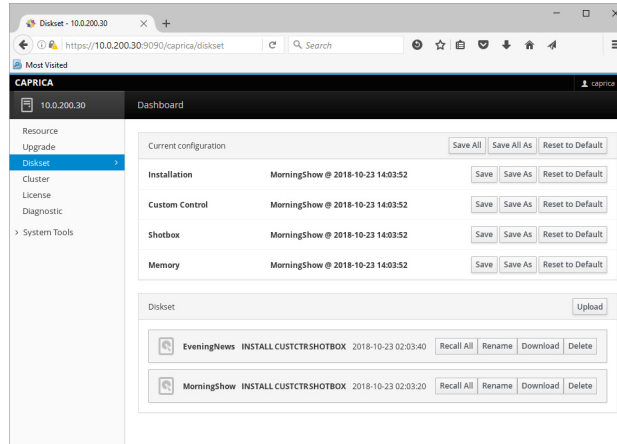 Diskset - 10.0.200.30
https://10.0.200.30:9090/caprica/diskset
Search
Most Visited
CAPRICA caprica
10.0.200.30 Dashboard
Resource
Upgrade
Diskset
Cluster
License
Diagnostic
System Tools
Current configuration Save All Save All As Reset to Default
Installation MorningShow @ 2018-10-23 14:03:52 Save Save As Reset to Default
Custom Control MorningShow @ 2018-10-23 14:03:52 Save Save As Reset to Default
Shotbox MorningShow @ 2018-10-23 14:03:52 Save Save As Reset to Default
Memory MorningShow @ 2018-10-23 14:03:52 Save Save As Reset to Default
Diskset Upload
EveningNews INSTALL CUSTCTRSHOTBOX 2018-10-23 02:03:40 Recall All Rename Download Delete
MorningShow INSTALL CUSTCTRSHOTBOX 2018-10-23 02:03:20 Recall All Rename Download Delete